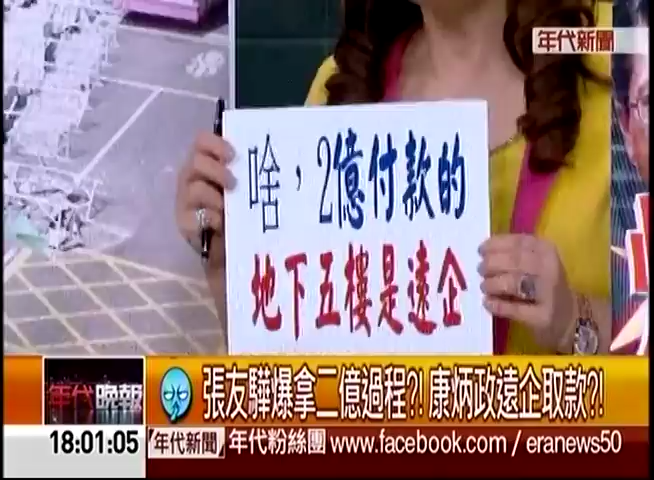 年代新聞
啥，2億付款的
地下五樓是遠企
年代晚報
張友驊爆拿二億過程?! 康炳政遠企取款?!
18:01:05
年代新聞
年代粉絲團 www.facebook.com / eranews50